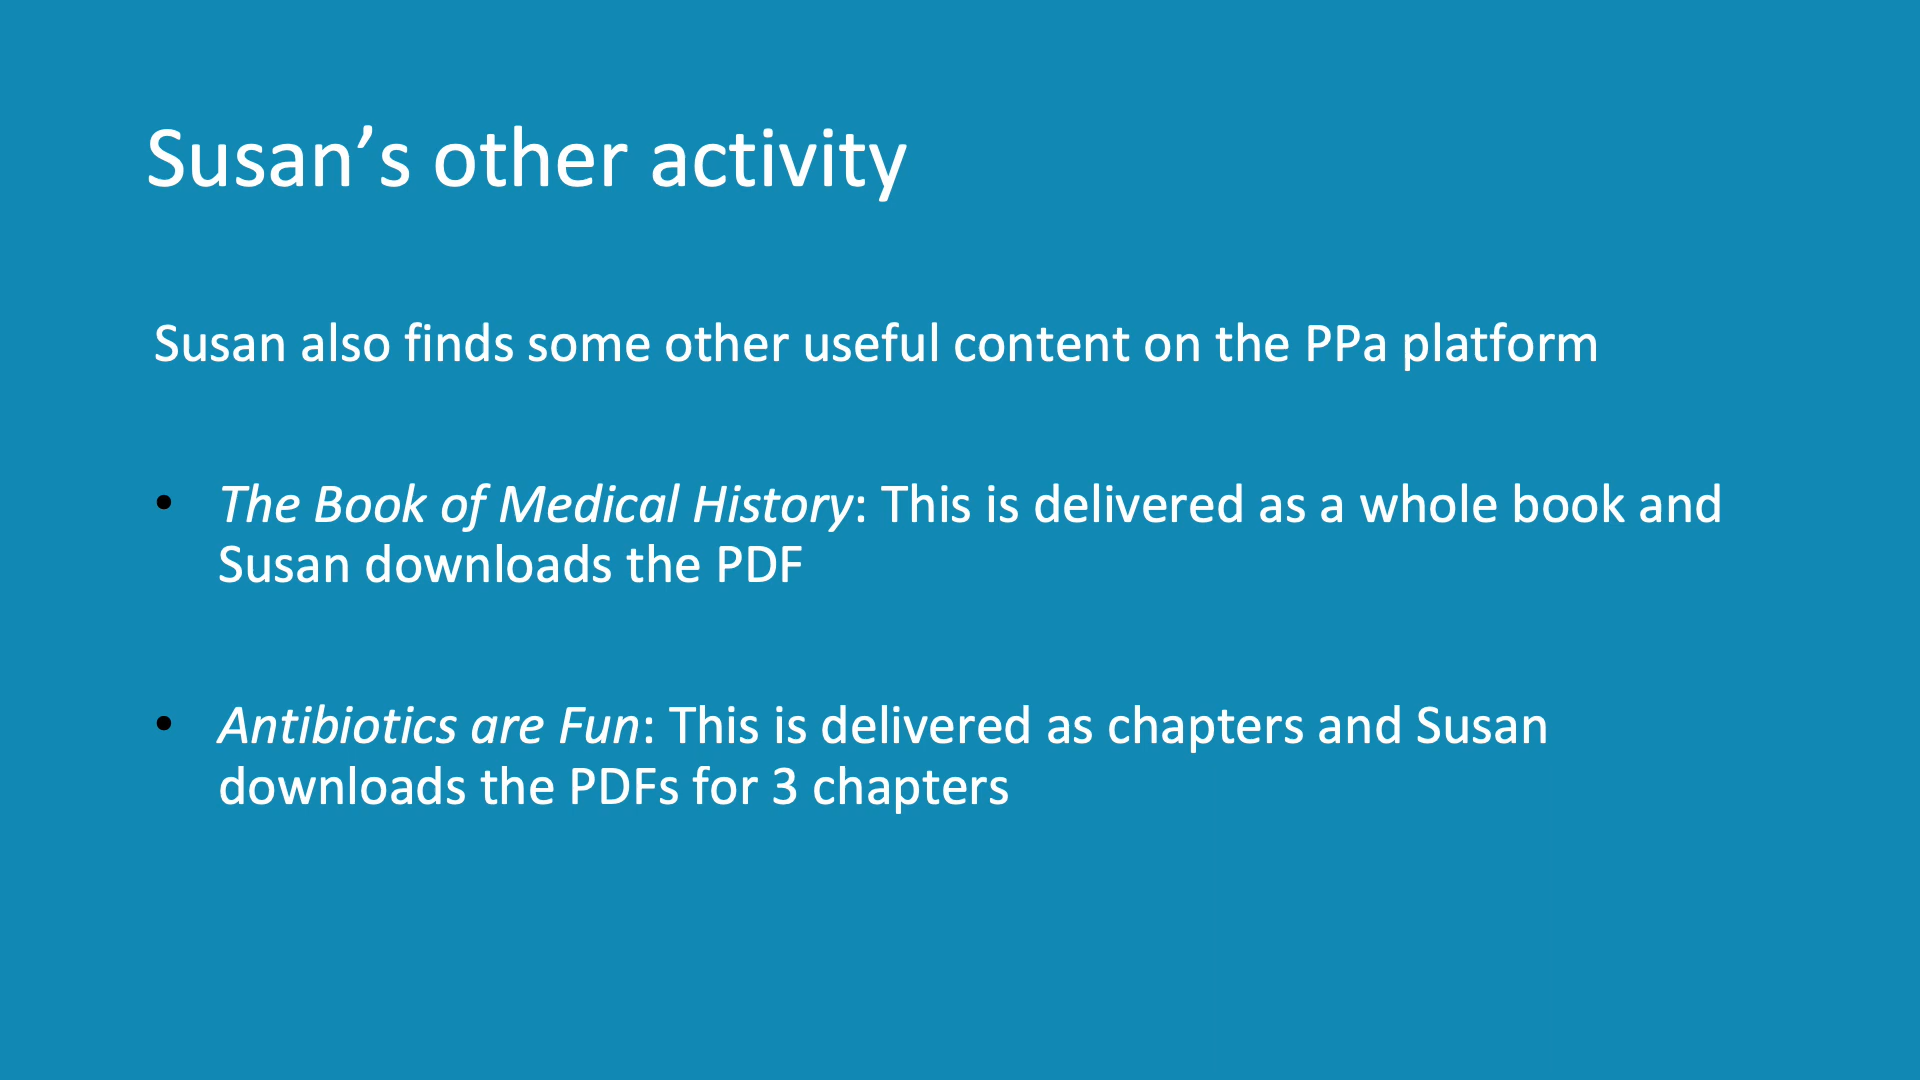 Susan’s other activity
Susan also finds some other useful content on the PPa platform
• The Book of Medical History: This is delivered as a whole book and
Susan downloads the PDF
• Antibiotics are Fun: This is delivered as chapters and Susan
downloads the PDFs for 3 chapters